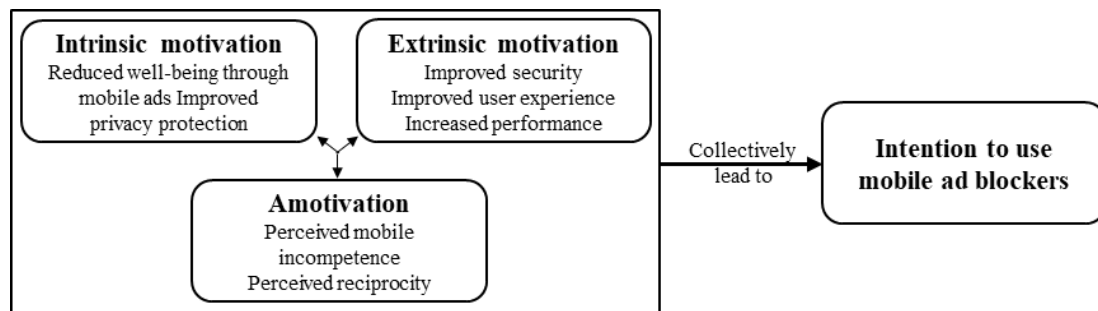 Intrinsic motivation
Reduced well-being through
mobile ads Improved
privacy protection
Extrinsic motivation
Improved security
Improved user experience
Increased performance
Amotivation
Perceived mobile
incompetence
Perceived reciprocity
Collectively
lead to
Intention to use
mobile ad blockers